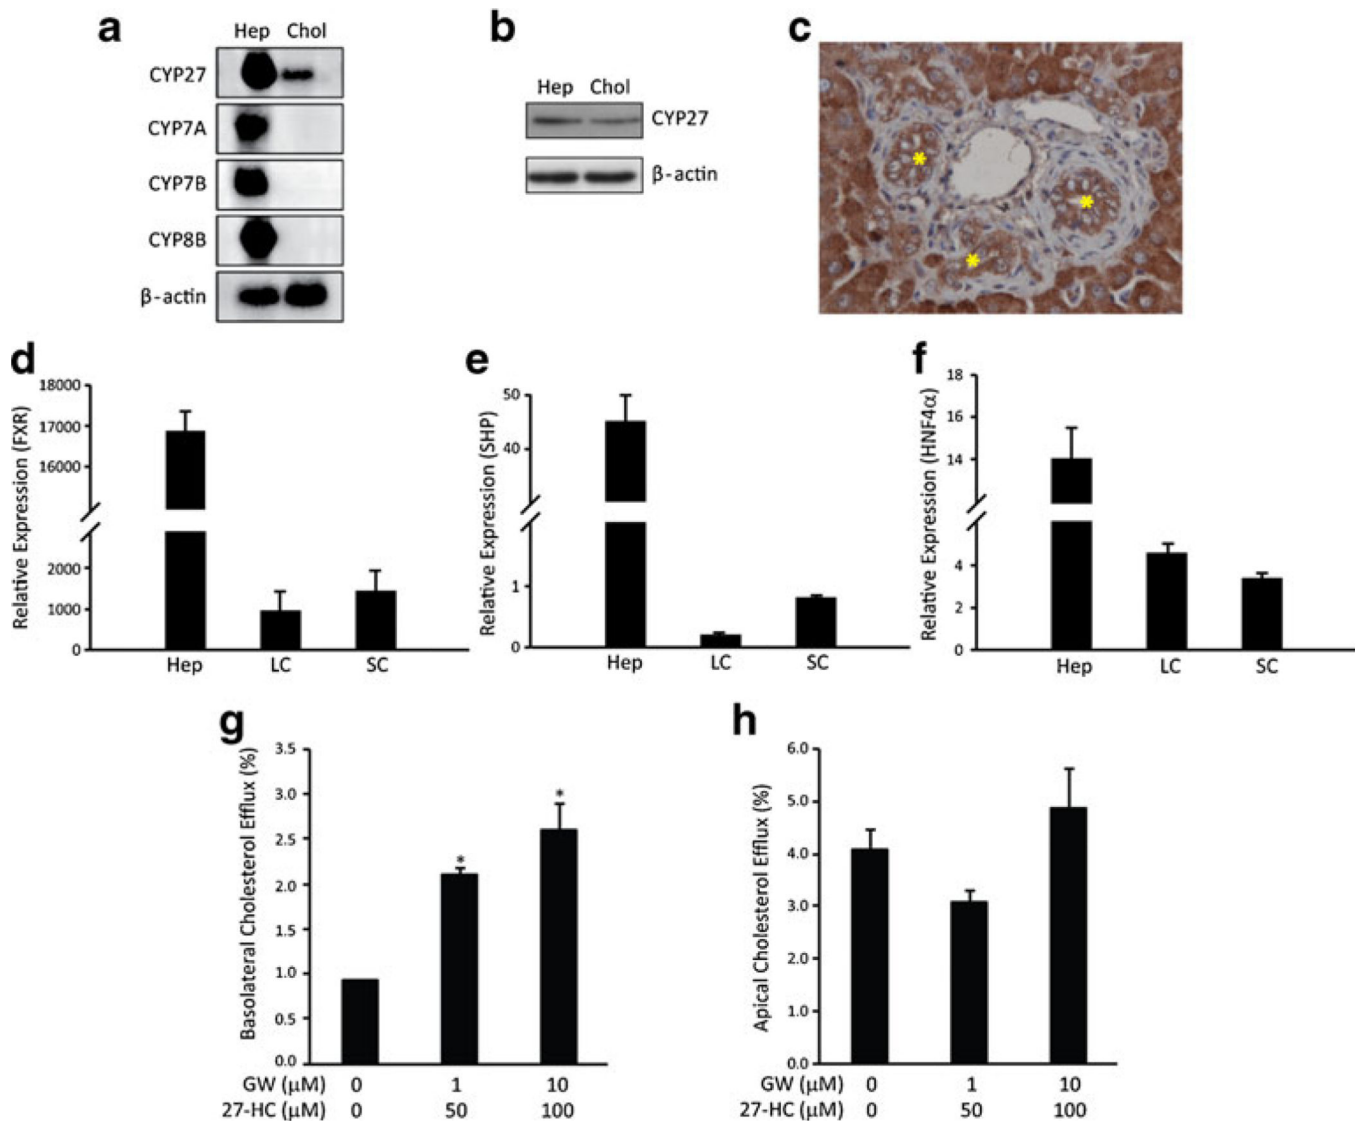 a
Hep Chol
CYP27
CYP7A
CYP7B
CYP8B
β-actin
b
Hep Chol
CYP27
β-actin
c
*
*
*
d
Relative Expression (FXR)
18000
17000
16000
2000
1000
0
Hep LC SC
e
Relative Expression (SHP)
50
40
1
0
Hep LC SC
f
Relative Expression (HNF4α)
18
16
14
4
2
0
Hep LC SC
g
Basolateral Cholesterol Efflux (%)
3.5
3.0
2.5
2.0
1.5
1.0
0.5
0.0
*
*
GW (μM) 0 1 10
27-HC (μM) 0 50 100
h
Apical Cholesterol Efflux (%)
6.0
5.0
4.0
3.0
2.0
1.0
0.0
0 1 10
0 50 100